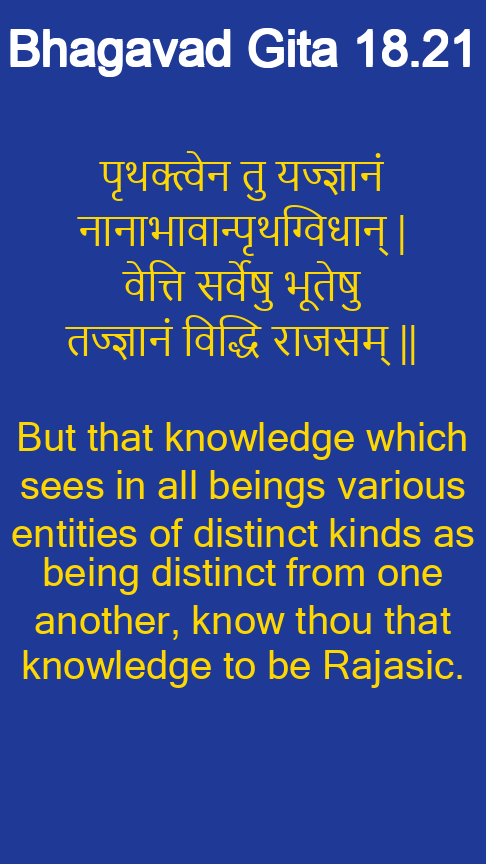 Bhagavad Gita 18.21
पृथक्त्वेन तु यज्ज्ञानं
नानाभावान्पृथग्विधान् |
वेत्ति सर्वेषु भूतेषु
तज्ज्ञानं विद्धि राजसम् ||
But that knowledge which
sees in all beings various
entities of distinct kinds as
being distinct from one
another, know thou that
knowledge to be Rajasic.